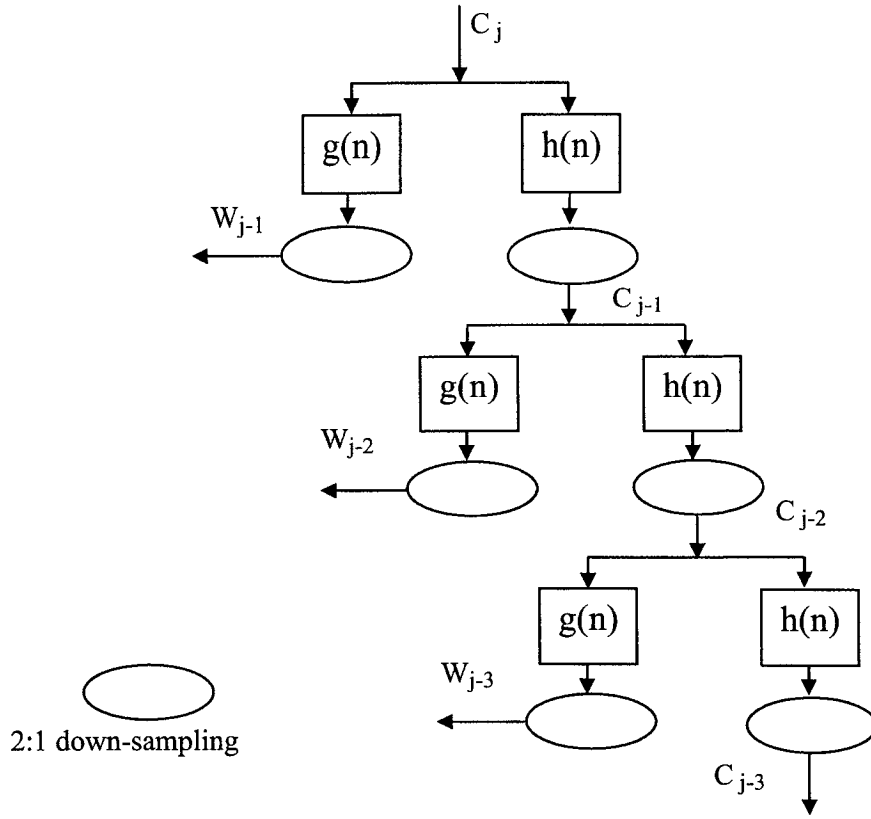 C j
g(n) h(n)
W j-1
C j-1
g(n) h(n)
W j-2
C j-2
g(n) h(n)
W j-3
2:1 down-sampling
C j-3